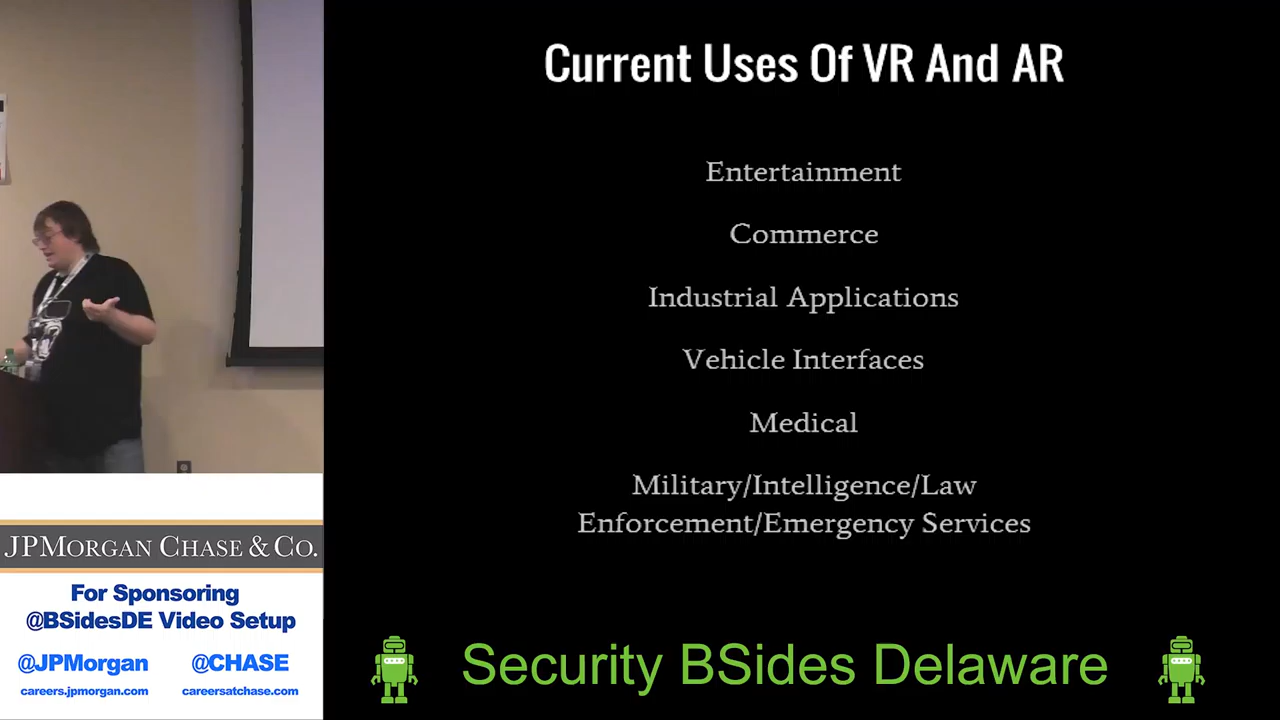 Current Uses Of VR And AR
Entertainment
Commerce
Industrial Applications
Vehicle Interfaces
Medical
Military/Intelligence/Law
Enforcement/Emergency Services
JPMORGAN CHASE & CO.
For Sponsoring
@BSidesDE Video Setup
@JPMorgan @CHASE
careers.jpmorgan.com careersatchase.com
Security BSides Delaware